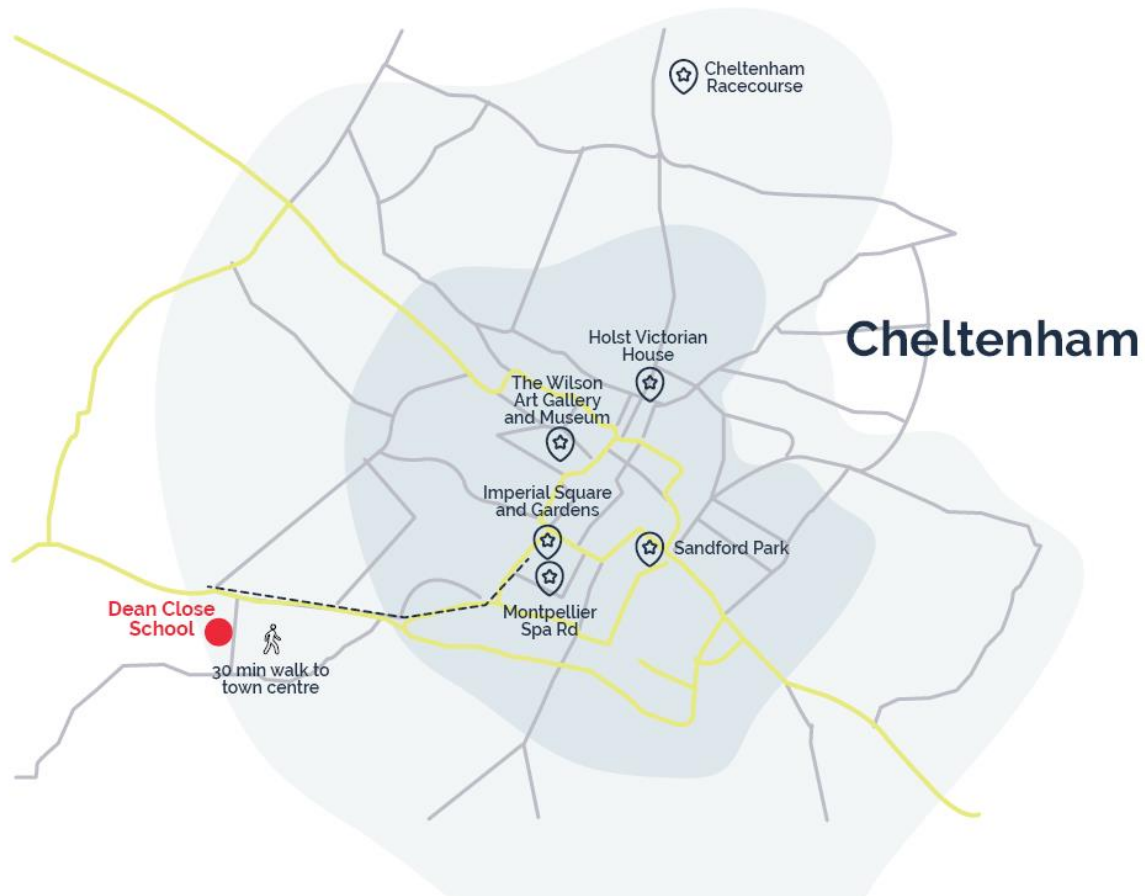 Cheltenham
Racecourse
Cheltenham
Holst Victorian
House
The Wilson
Art Gallery
and Museum
Imperial Square
and Gardens
Sandford Park
Dean Close
School
Montpellier
Spa Rd
30 min walk to
town centre